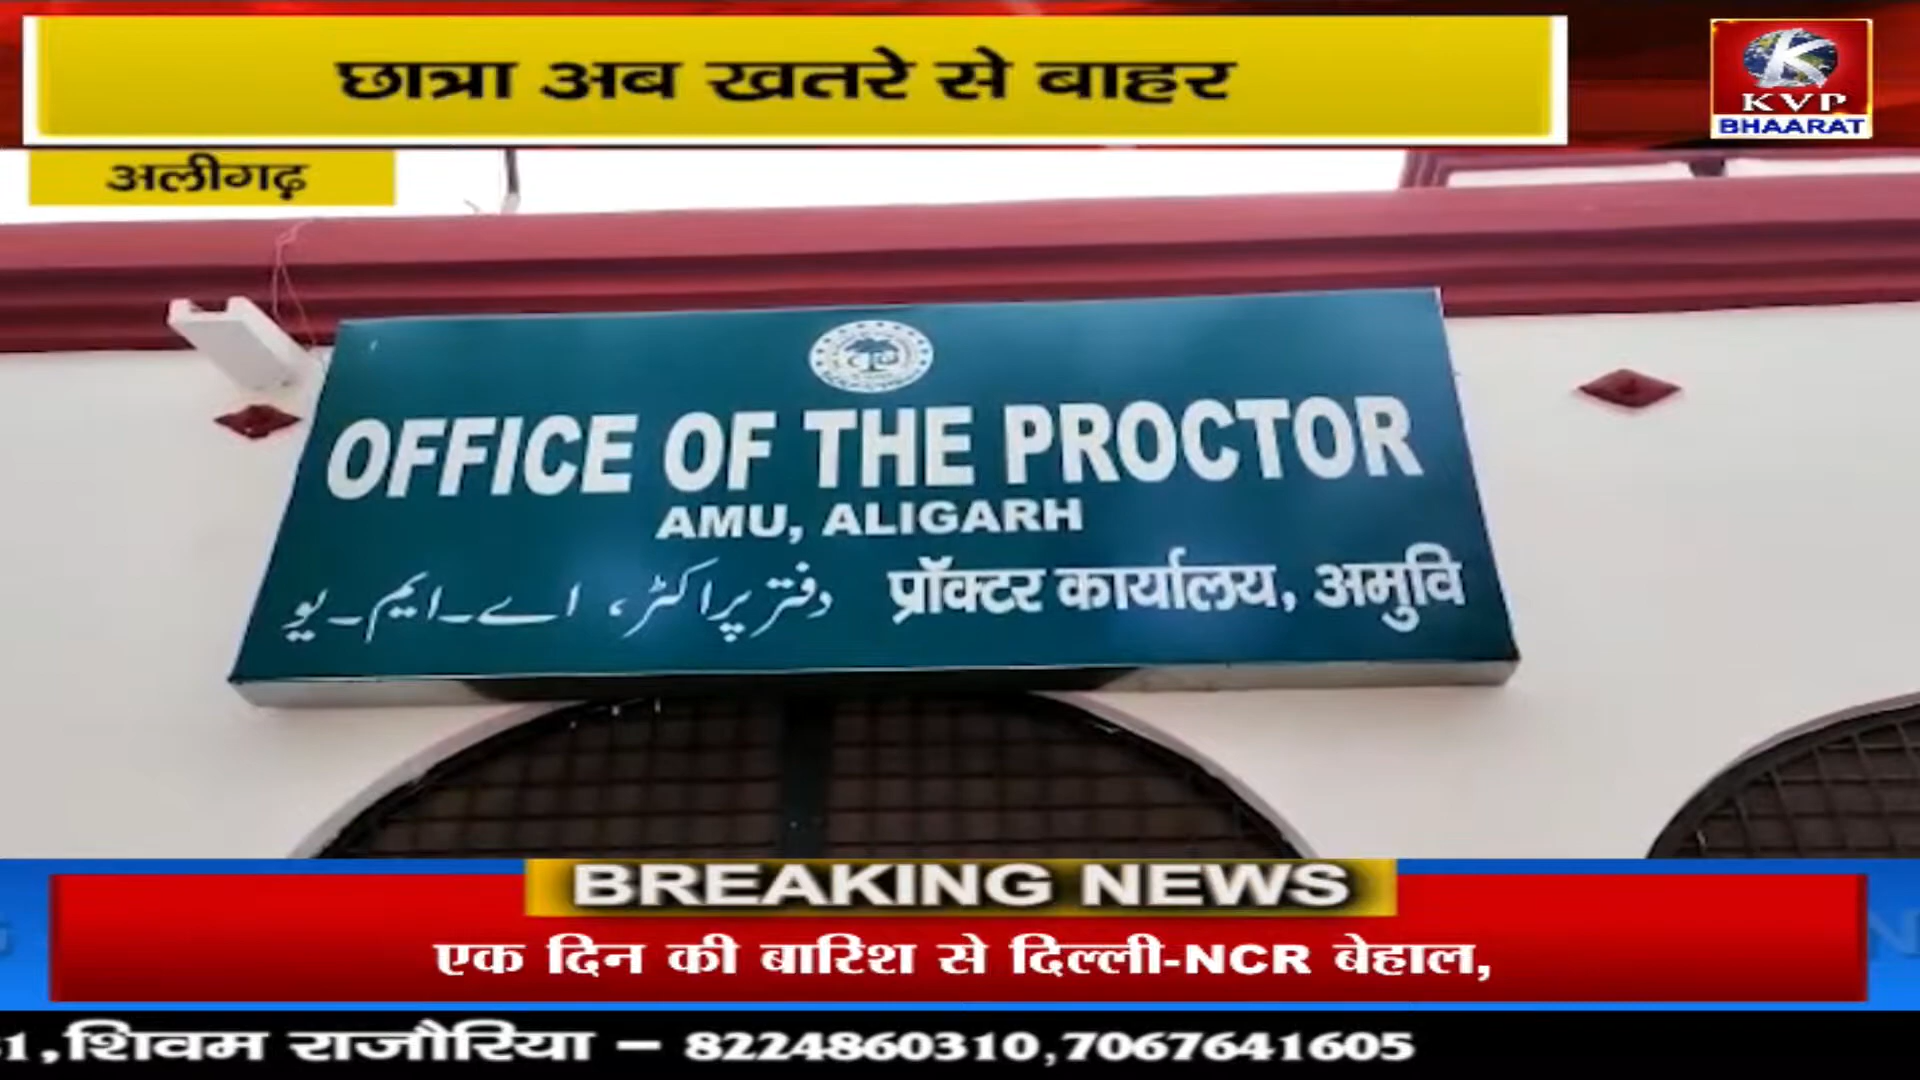 छात्रा अब खतरे से बाहर
KVP
BHAARAT
अलीगढ़
OFFICE OF THE PROCTOR
AMU, ALIGARH
دفتر پراکٹر، اے۔ایم۔یو
प्रॉक्टर कार्यालय, अमुवि
BREAKING NEWS
एक दिन की बारिश से दिल्ली-NCR बेहाल,
1,शिवम राजौरिया – 8224860310,7067641605